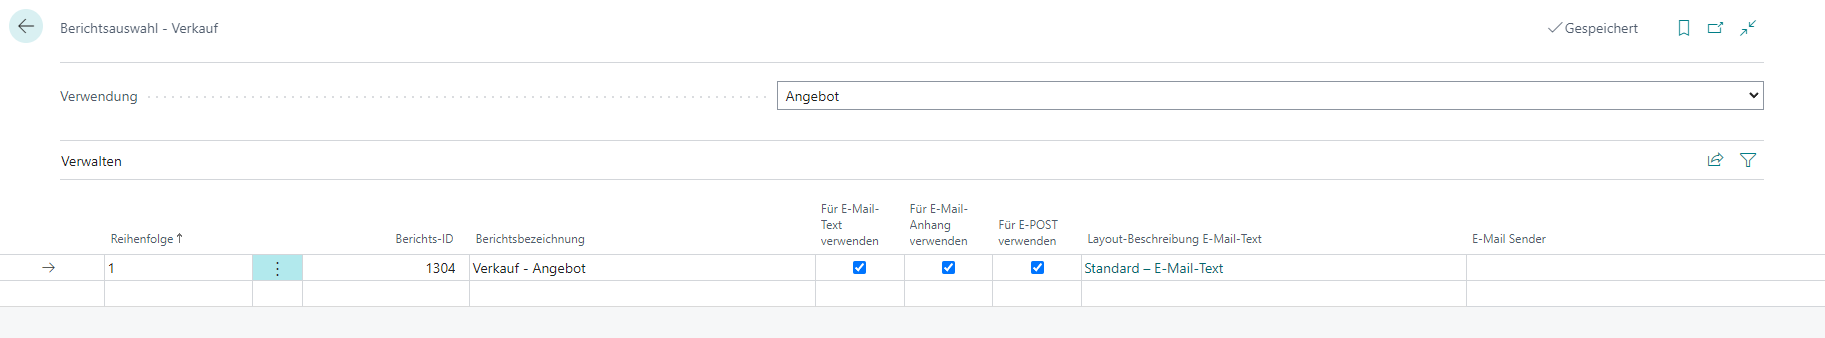 Berichtsauswahl - Verkauf
Gespeichert
Verwendung
Angebot
Verwalten
Reihenfolge ↑
Berichts-ID
Berichtsbezeichnung
Für E-Mail-
Text
verwenden
Für E-Mail-
Anhang
verwenden
Für E-POST
verwenden
Layout-Beschreibung E-Mail-Text
E-Mail Sender
1
1304
Verkauf - Angebot
Standard – E-Mail-Text